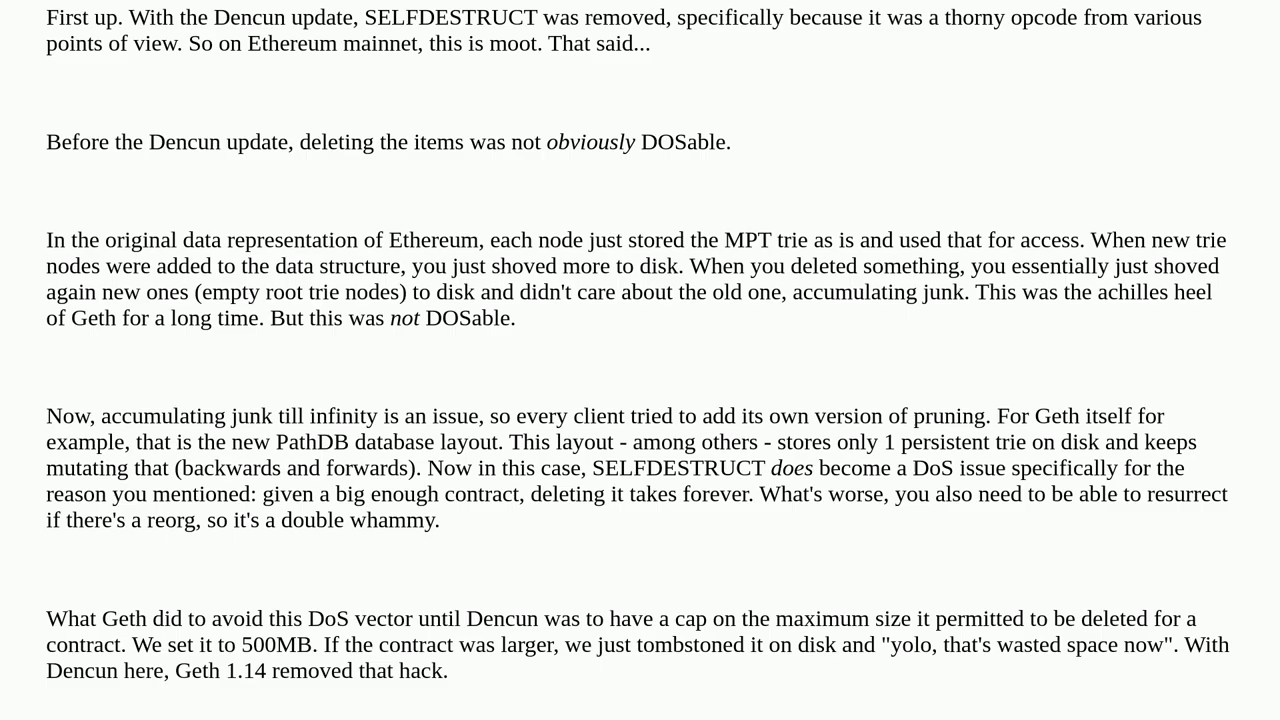 First up. With the Dencun update, SELFDESTRUCT was removed, specifically because it was a thorny opcode from various
points of view. So on Ethereum mainnet, this is moot. That said...
Before the Dencun update, deleting the items was not obviously DOSable.
In the original data representation of Ethereum, each node just stored the MPT trie as is and used that for access. When new trie
nodes were added to the data structure, you just shoved more to disk. When you deleted something, you essentially just shoved
again new ones (empty root trie nodes) to disk and didn't care about the old one, accumulating junk. This was the achilles heel
of Geth for a long time. But this was not DOSable.
Now, accumulating junk till infinity is an issue, so every client tried to add its own version of pruning. For Geth itself for
example, that is the new PathDB database layout. This layout - among others - stores only 1 persistent trie on disk and keeps
mutating that (backwards and forwards). Now in this case, SELFDESTRUCT does become a DoS issue specifically for the
reason you mentioned: given a big enough contract, deleting it takes forever. What's worse, you also need to be able to resurrect
if there's a reorg, so it's a double whammy.
What Geth did to avoid this DoS vector until Dencun was to have a cap on the maximum size it permitted to be deleted for a
contract. We set it to 500MB. If the contract was larger, we just tombstoned it on disk and "yolo, that's wasted space now". With
Dencun here, Geth 1.14 removed that hack.